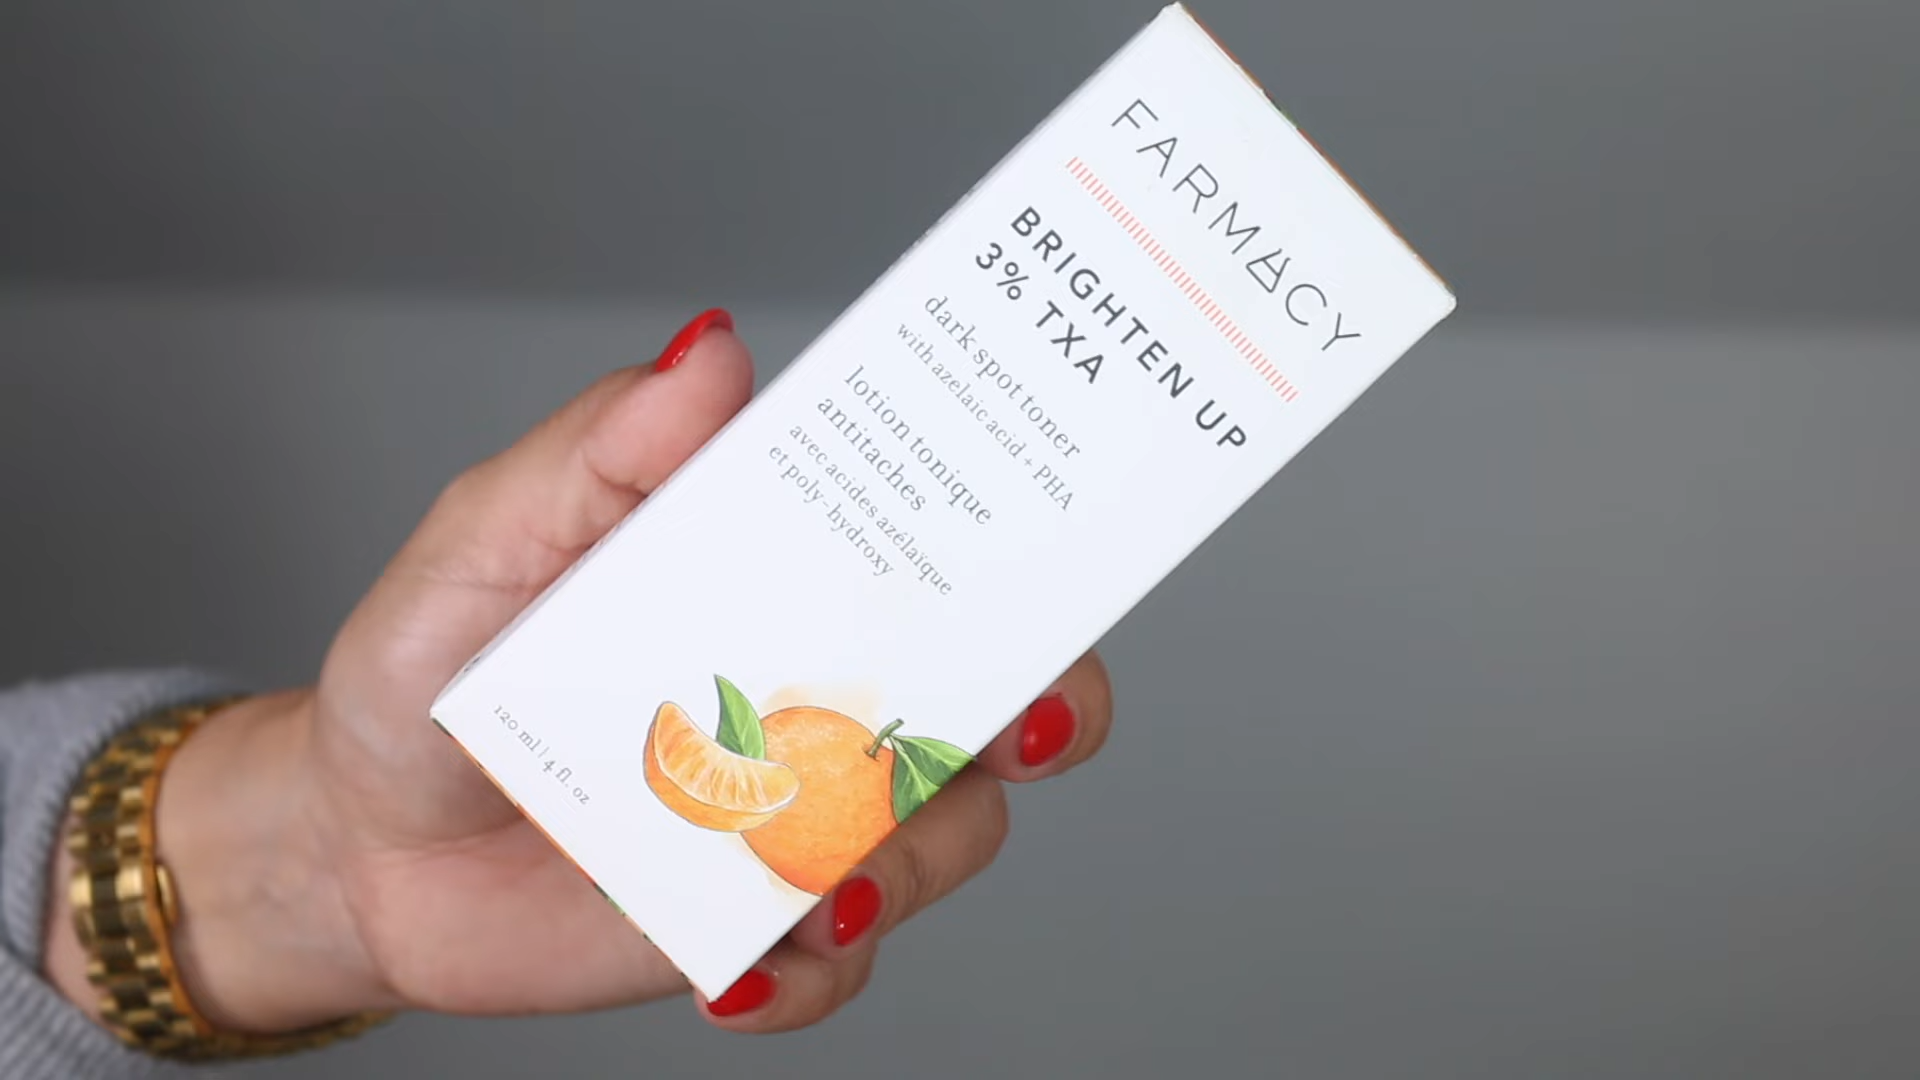 FARMACY
BRIGHTEN UP
3% TXA
dark spot toner
with azelaic acid + PHA
lotion tonique
antitaches
avec acides azélaïque
et poly-hydroxy
120 ml | 4 fl. oz